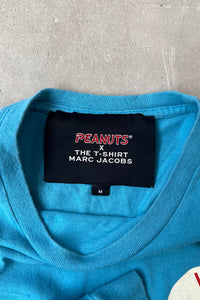 PEANUTS®
X
THE T-SHIRT
MARC JACOBS
M